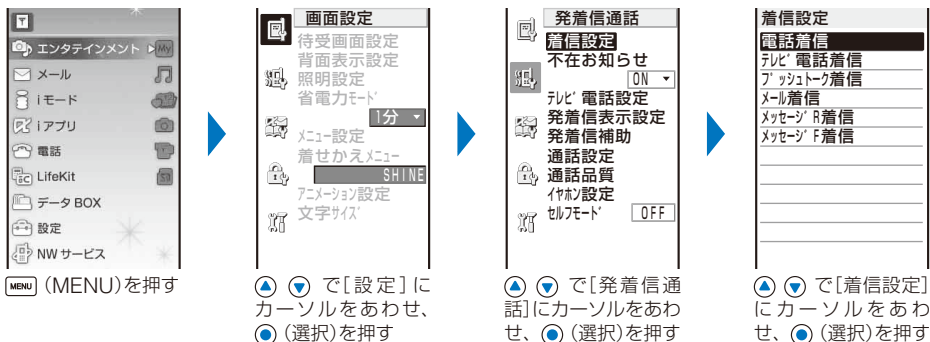 エンタテインメント
My
メール
iモード
iアプリ
電話
LifeKit
データBOX
設定
NWサービス
MENU (MENU)を押す
画面設定
待受画面設定
背面表示設定
照明設定
省電力モード
1分
メニュー設定
着せかえメニュー
SHINE
アニメーション設定
文字サイズ
で[設定]に
カーソルをあわせ、
(選択)を押す
発着信通話
着信設定
不在お知らせ
ON
テレビ電話設定
発着信表示設定
発着信補助
通話設定
通話品質
イヤホン設定
セルフモード OFF
で[発着信通
話]にカーソルをあわ
せ、(選択)を押す
着信設定
電話着信
テレビ電話着信
プッシュトーク着信
メール着信
メッセージR着信
メッセージF着信
で[着信設定]
にカーソルをあわ
せ、(選択)を押す